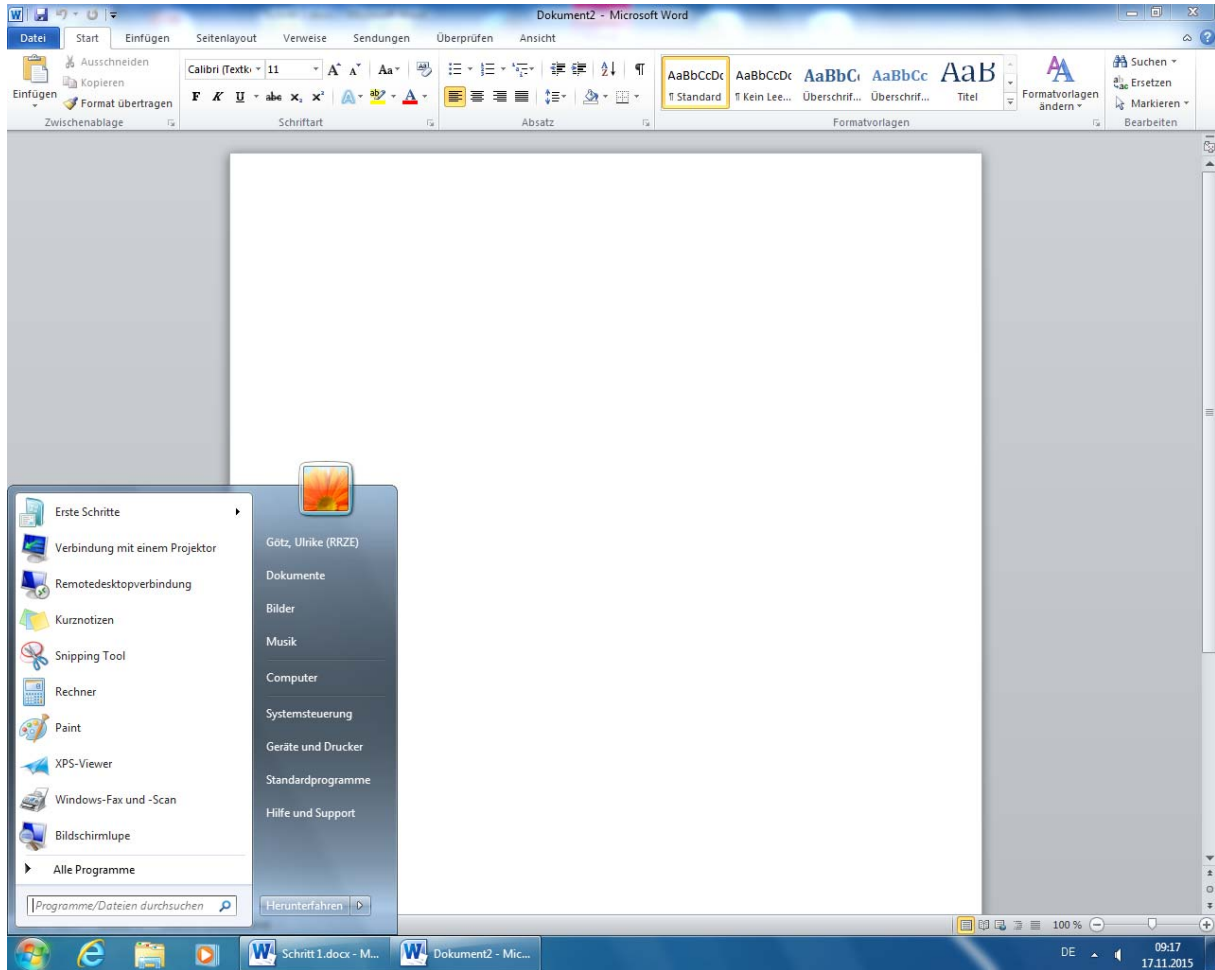 Dokument2 - Microsoft Word
Datei Start Einfügen Seitenlayout Verweise Sendungen Überprüfen Ansicht
Einfügen
Ausschneiden
Kopieren
Format übertragen
Zwischenablage
Calibri (Textk 11
F K U abc x₂ x² A ab A
Schriftart
Absatz
AaBbCcDc AaBbCcDc AaBbC AaBbCc AaB
¶ Standard ¶ Kein Lee... Überschrif... Überschrif... Titel
Formatvorlagen ändern
Formatvorlagen
Suchen
Ersetzen
Markieren
Bearbeiten
Erste Schritte
Verbindung mit einem Projektor
Remotedesktopverbindung
Kurznotizen
Snipping Tool
Rechner
Paint
XPS-Viewer
Windows-Fax und -Scan
Bildschirmlupe
Alle Programme
Programme/Dateien durchsuchen
Götz, Ulrike (RRZE)
Dokumente
Bilder
Musik
Computer
Systemsteuerung
Geräte und Drucker
Standardprogramme
Hilfe und Support
Herunterfahren
100 %
Schritt 1.docx - M... Dokument2 - Mic...
DE
09:17
17.11.2015